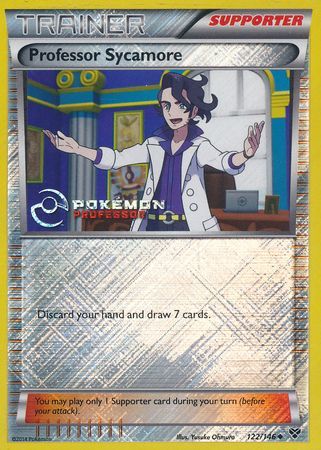 TRAINER
SUPPORTER
Professor Sycamore
POKÉMON
PROFESSOR
Discard your hand and draw 7 cards.
You may play only 1 Supporter card during your turn (before
your attack).
©2014 Pokémon
Illus. Yusuke Ohmura
122/146
XY